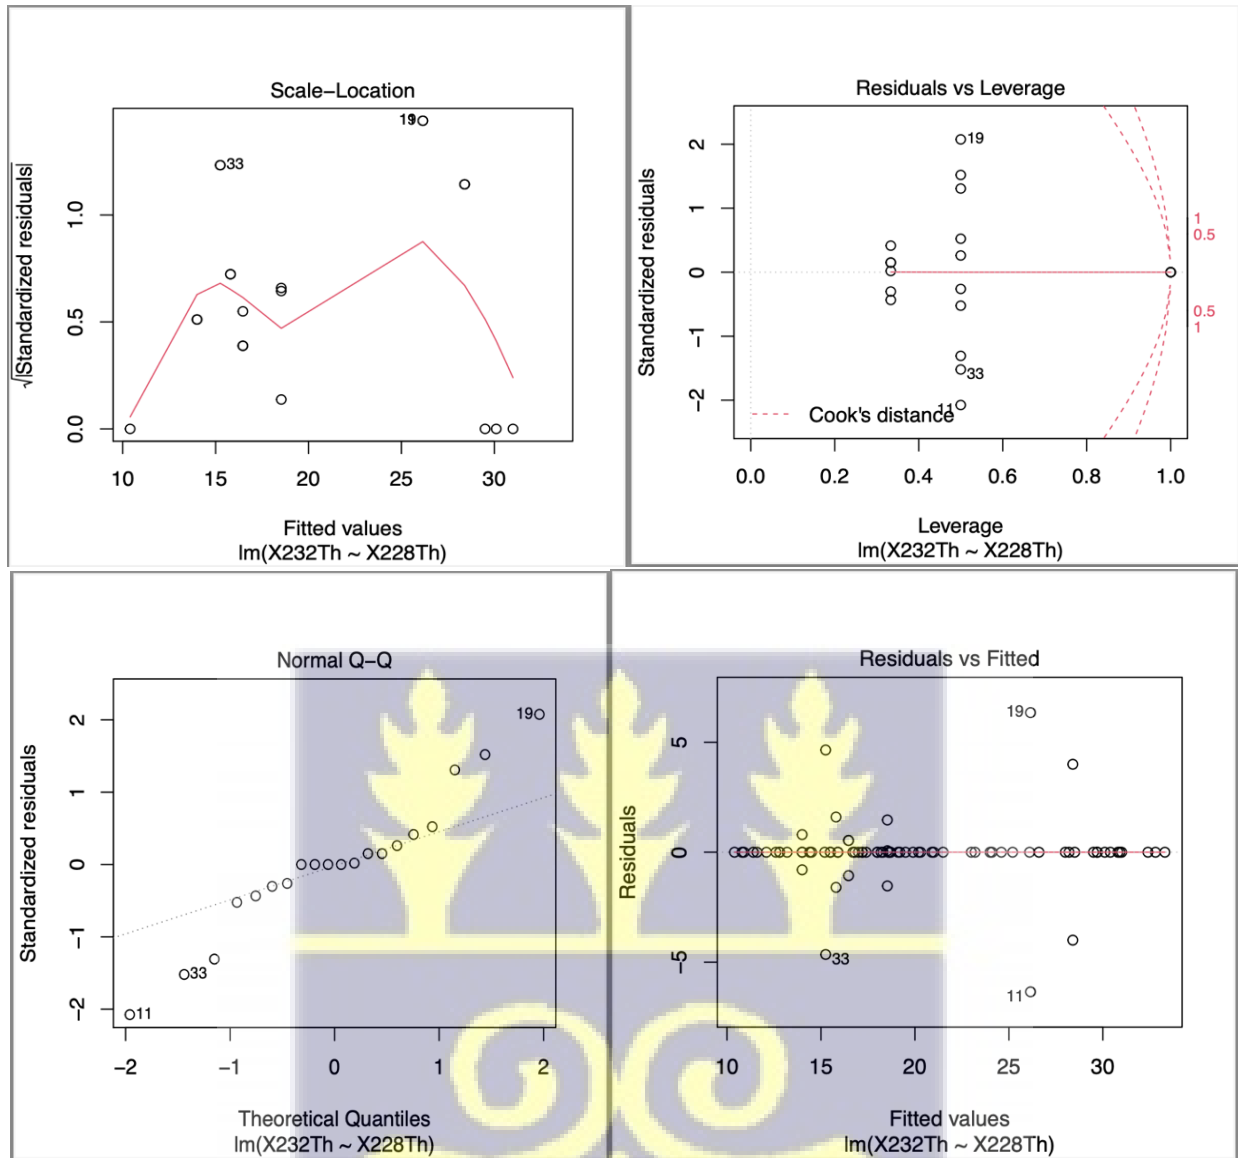 Scale−Location
√|Standardized residuals|
1.0
0.5
0.0
33
19
10 15 20 25 30
Fitted values
lm(X232Th ~ X228Th)
Residuals vs Leverage
Standardized residuals
2
1
0
−1
−2
19
33
11
1
0.5
0.5
1
Cook's distance
0.0 0.2 0.4 0.6 0.8 1.0
Leverage
lm(X232Th ~ X228Th)
Normal Q−Q
Standardized residuals
2
1
0
−1
−2
19
33
11
−2 −1 0 1 2
Theoretical Quantiles
lm(X232Th ~ X228Th)
Residuals vs Fitted
Residuals
5
0
−5
19
33
11
10 15 20 25 30
Fitted values
lm(X232Th ~ X228Th)